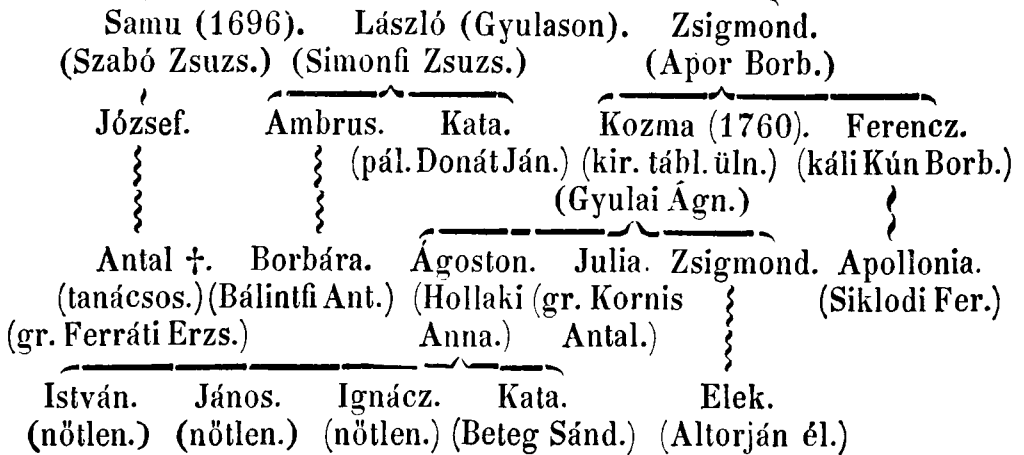 Samu (1696). László (Gyulason). Zsigmond.
(Szabó Zsuzs.) (Simonfi Zsuzs.) (Apor Borb.)
József. Ambrus. Kata. Kozma (1760). Ferencz.
(pál. Donát Ján.) (kir. tábl. üln.) (káli Kún Borb.)
(Gyulai Ágn.)
Antal †. Borbára. Ágoston. Julia. Zsigmond. Apollonia.
(tanácsos.) (Bálintfi Ant.) (Hollaki (gr. Kornis (Siklodi Fer.)
(gr. Ferráti Erzs.) Anna.) Antal.)
István. János. Ignácz. Kata. Elek.
(nőtlen.) (nőtlen.) (nőtlen.) (Beteg Sánd.) (Altorján él.)